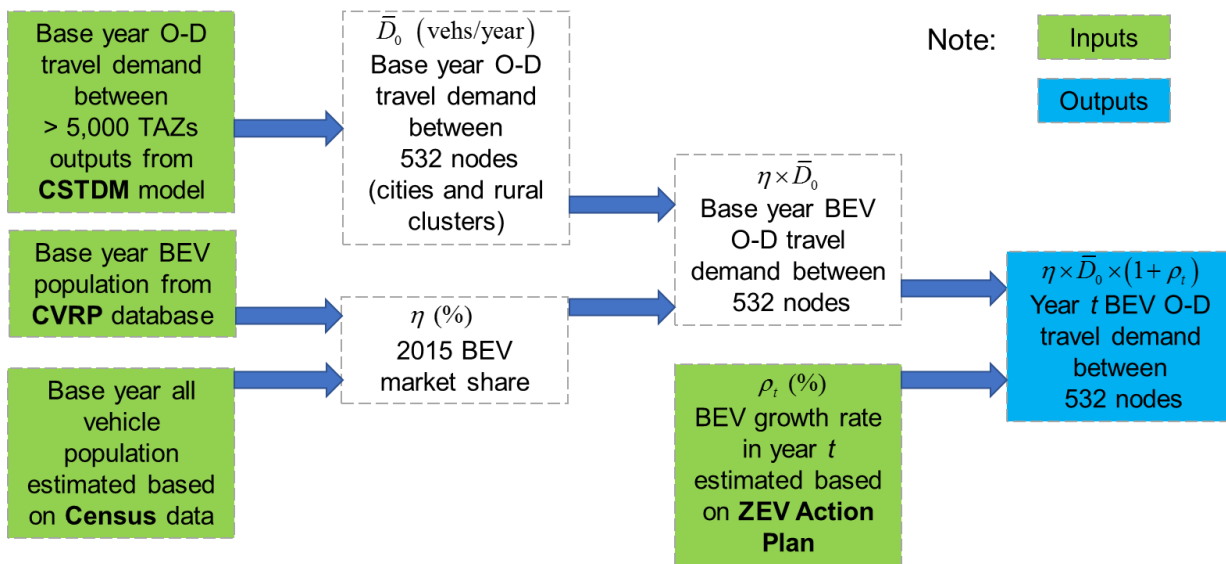 Base year O-D
travel demand
between
> 5,000 TAZs
outputs from
CSTDM model
D̄₀ (vehs/year)
Base year O-D
travel demand
between
532 nodes
(cities and rural
clusters)
Note:
Inputs
Outputs
Base year BEV
population from
CVRP database
η (%)
2015 BEV
market share
Base year all
vehicle
population
estimated based
on Census data
η × D̄₀
Base year BEV
O-D travel
demand between
532 nodes
ρₜ (%)
BEV growth rate
in year t
estimated based
on ZEV Action
Plan
η × D̄₀ × (1 + ρₜ)
Year t BEV O-D
travel demand
between
532 nodes